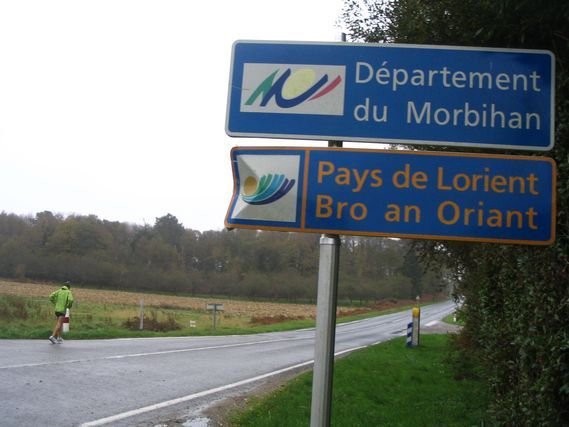 Département
du Morbihan
Pays de Lorient
Bro an Oriant